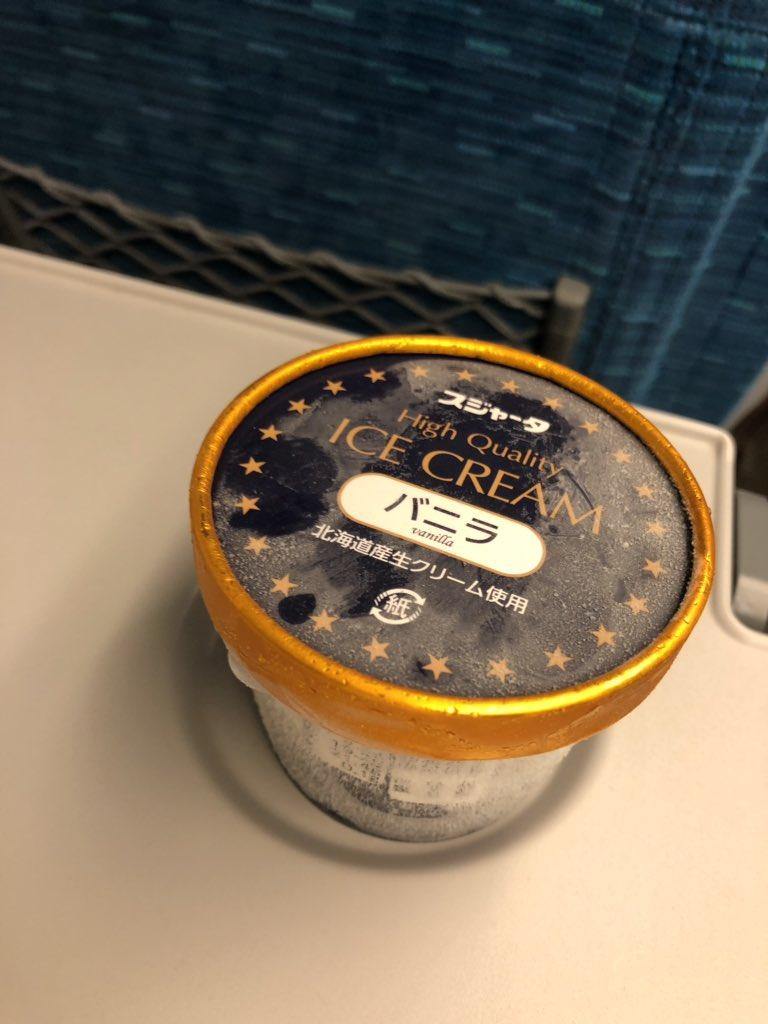 スジャータ
High Quality
ICE CREAM
バニラ
vanilla
北海道産生クリーム使用
紙